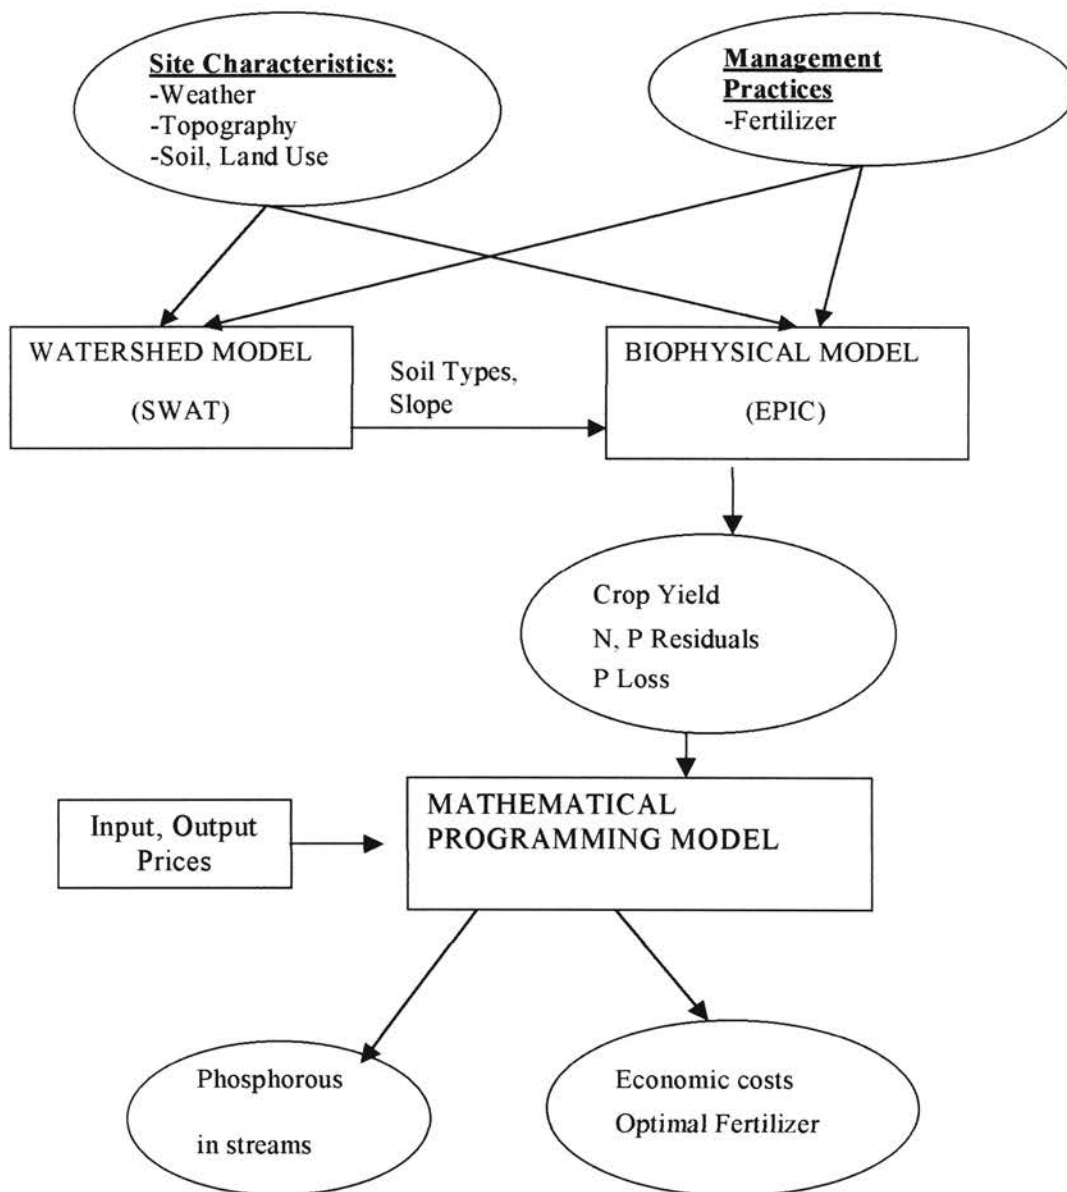 Site Characteristics:
-Weather
-Topography
-Soil, Land Use
Management
Practices
-Fertilizer
WATERSHED MODEL
(SWAT)
Soil Types,
Slope
BIOPHYSICAL MODEL
(EPIC)
Crop Yield
N, P Residuals
P Loss
Input, Output
Prices
MATHEMATICAL
PROGRAMMING MODEL
Phosphorous
in streams
Economic costs
Optimal Fertilizer